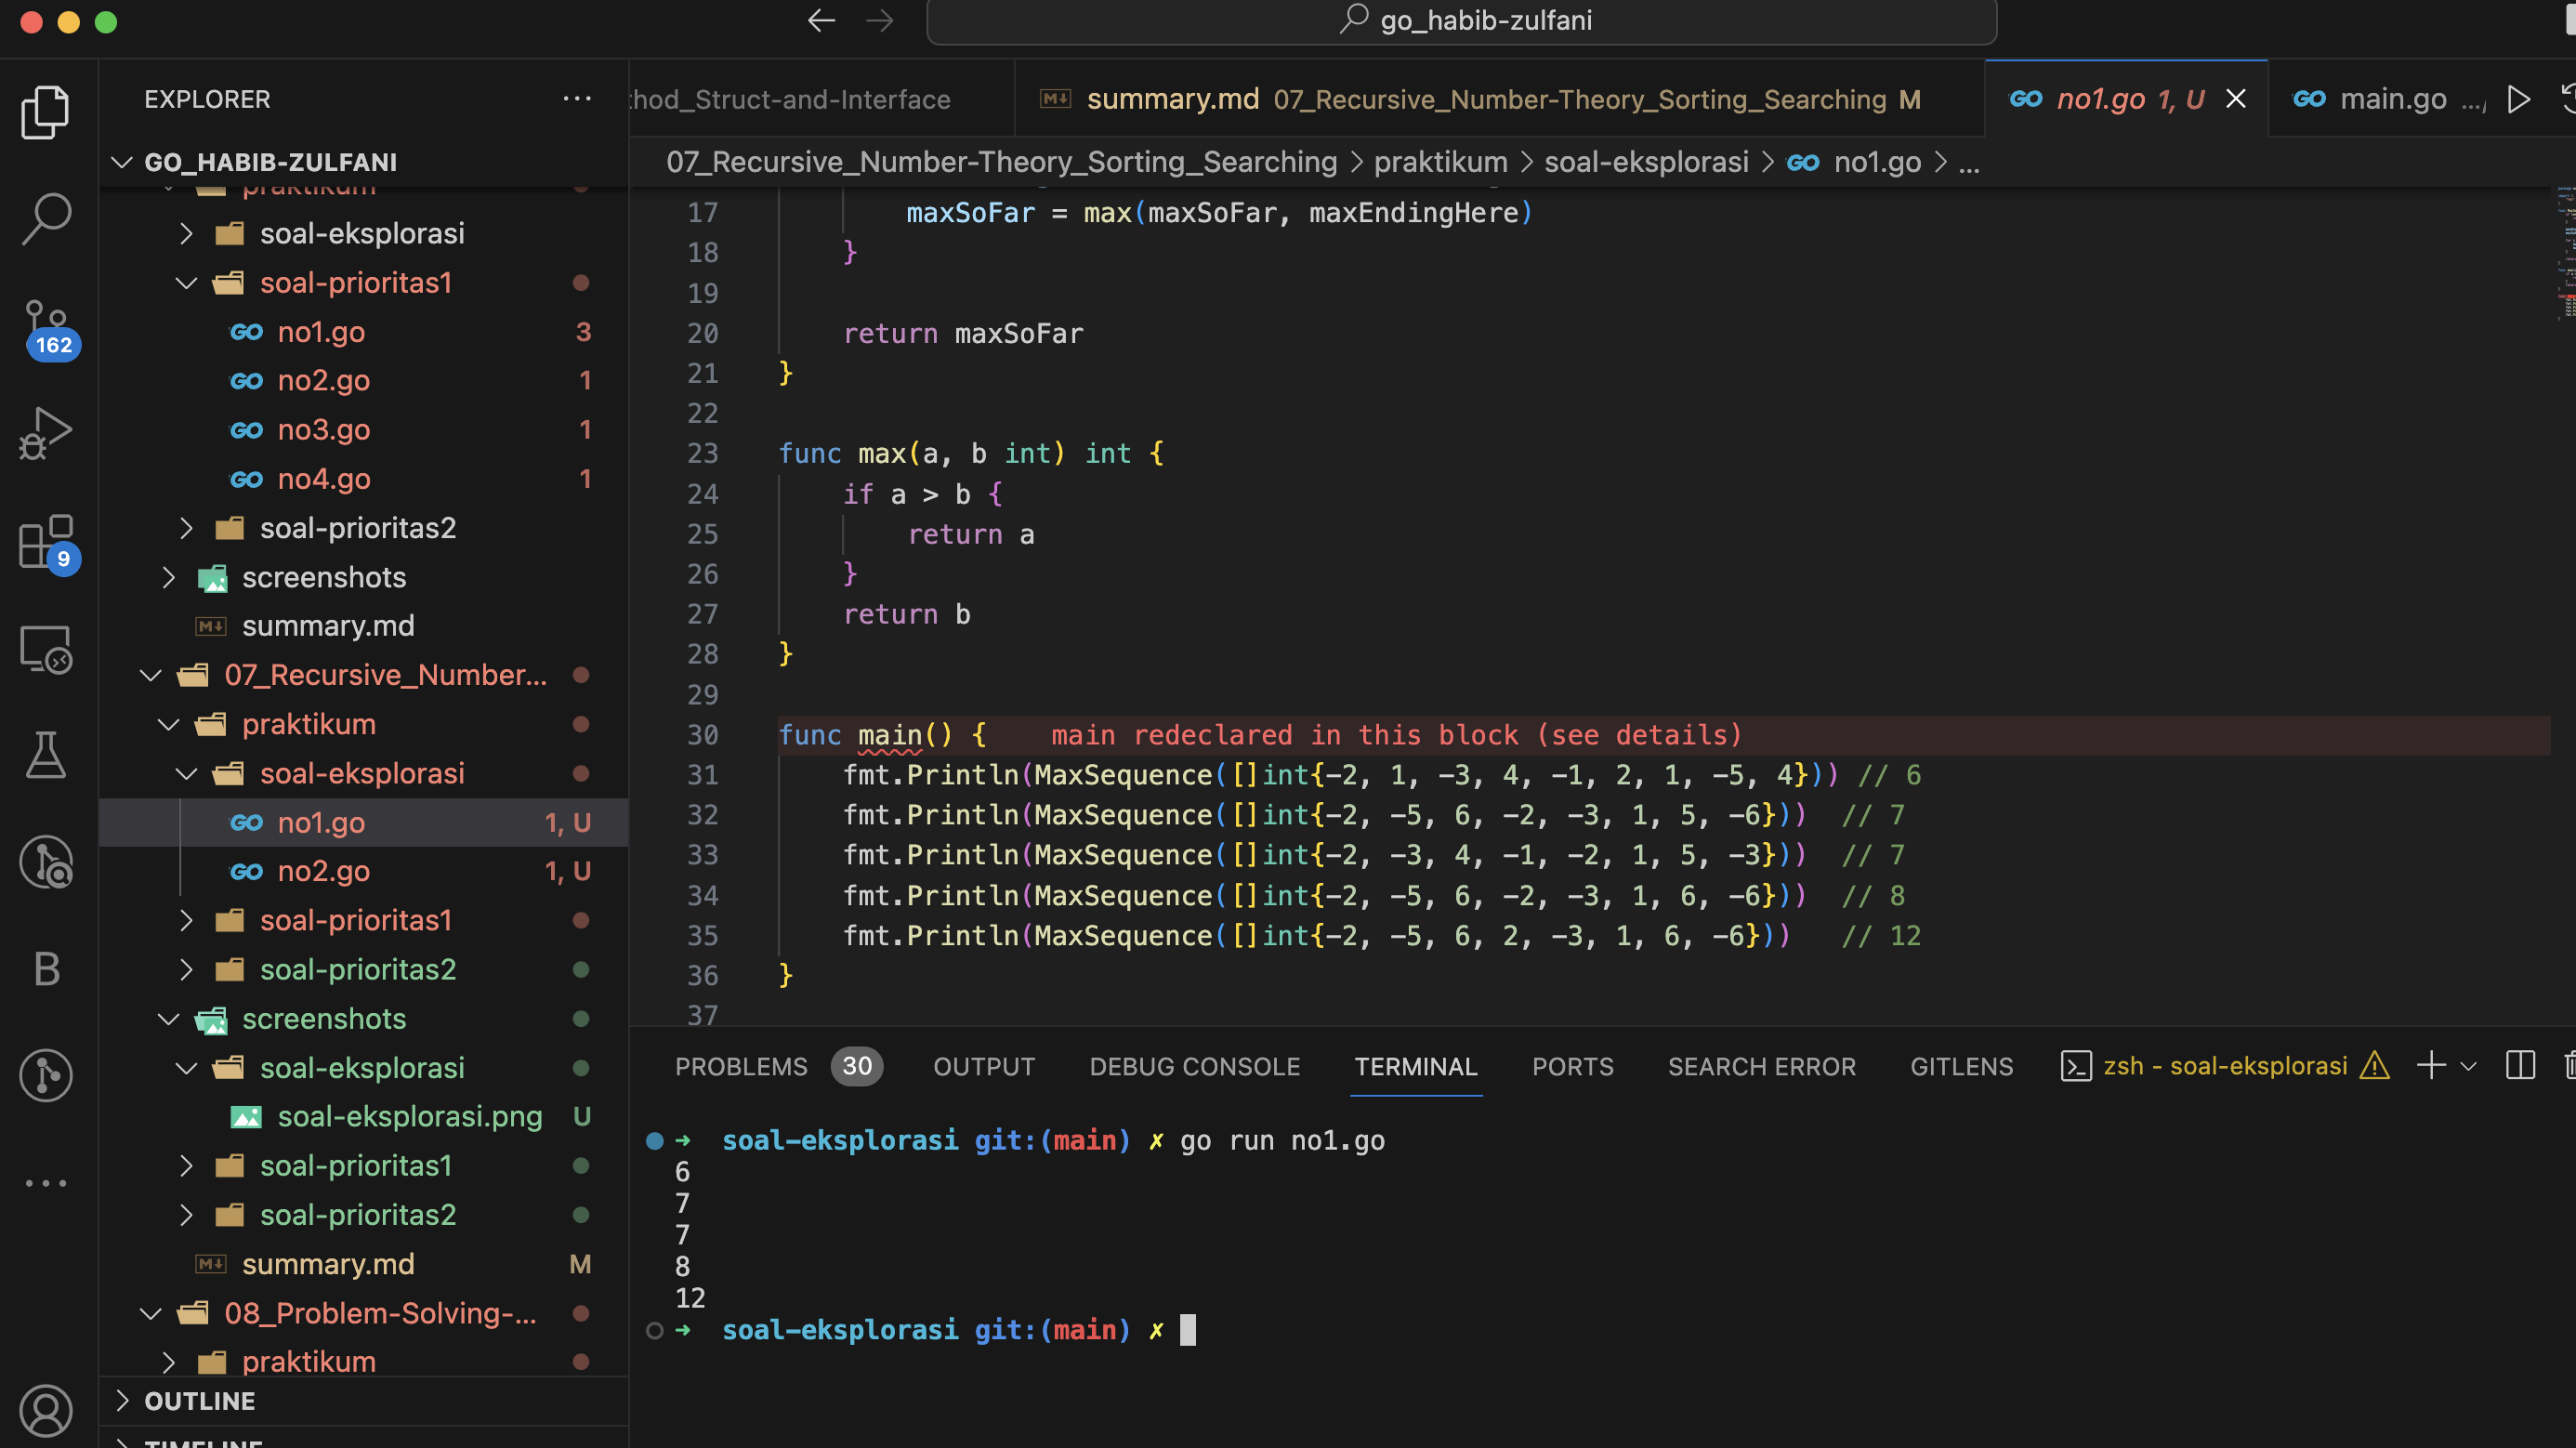 go_habib-zulfani
EXPLORER
GO_HABIB-ZULFANI
praktikum
soal-eksplorasi
soal-prioritas1
no1.go 3
no2.go 1
no3.go 1
no4.go 1
soal-prioritas2
screenshots
summary.md
07_Recursive_Number...
praktikum
soal-eksplorasi
no1.go 1, U
no2.go 1, U
soal-prioritas1
soal-prioritas2
screenshots
soal-eksplorasi
soal-eksplorasi.png U
soal-prioritas1
soal-prioritas2
summary.md M
08_Problem-Solving-...
praktikum
OUTLINE
TIMELINE
162
9
B
thod_Struct-and-Interface
summary.md 07_Recursive_Number-Theory_Sorting_Searching M
no1.go 1, U
main.go .../
07_Recursive_Number-Theory_Sorting_Searching > praktikum > soal-eksplorasi > no1.go > ...
17 maxSoFar = max(maxSoFar, maxEndingHere)
18 }
19
20 return maxSoFar
21 }
22
23 func max(a, b int) int {
24 if a > b {
25 return a
26 }
27 return b
28 }
29
30 func main() { main redeclared in this block (see details)
31 fmt.Println(MaxSequence([]int{-2, 1, -3, 4, -1, 2, 1, -5, 4})) // 6
32 fmt.Println(MaxSequence([]int{-2, -5, 6, -2, -3, 1, 5, -6})) // 7
33 fmt.Println(MaxSequence([]int{-2, -3, 4, -1, -2, 1, 5, -3})) // 7
34 fmt.Println(MaxSequence([]int{-2, -5, 6, -2, -3, 1, 6, -6})) // 8
35 fmt.Println(MaxSequence([]int{-2, -5, 6, 2, -3, 1, 6, -6})) // 12
36 }
37
PROBLEMS 30 OUTPUT DEBUG CONSOLE TERMINAL PORTS SEARCH ERROR GITLENS zsh - soal-eksplorasi
➜ soal-eksplorasi git:(main) ✗ go run no1.go
6
7
7
8
12
➜ soal-eksplorasi git:(main) ✗